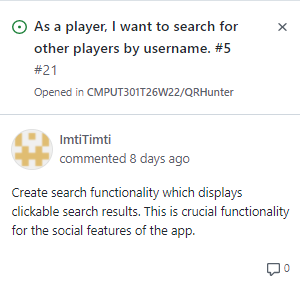 As a player, I want to search for
other players by username. #5
#21
Opened in CMPUT301T26W22/QRHunter
ImtiTimti
commented 8 days ago
Create search functionality which displays
clickable search results. This is crucial functionality
for the social features of the app.
0